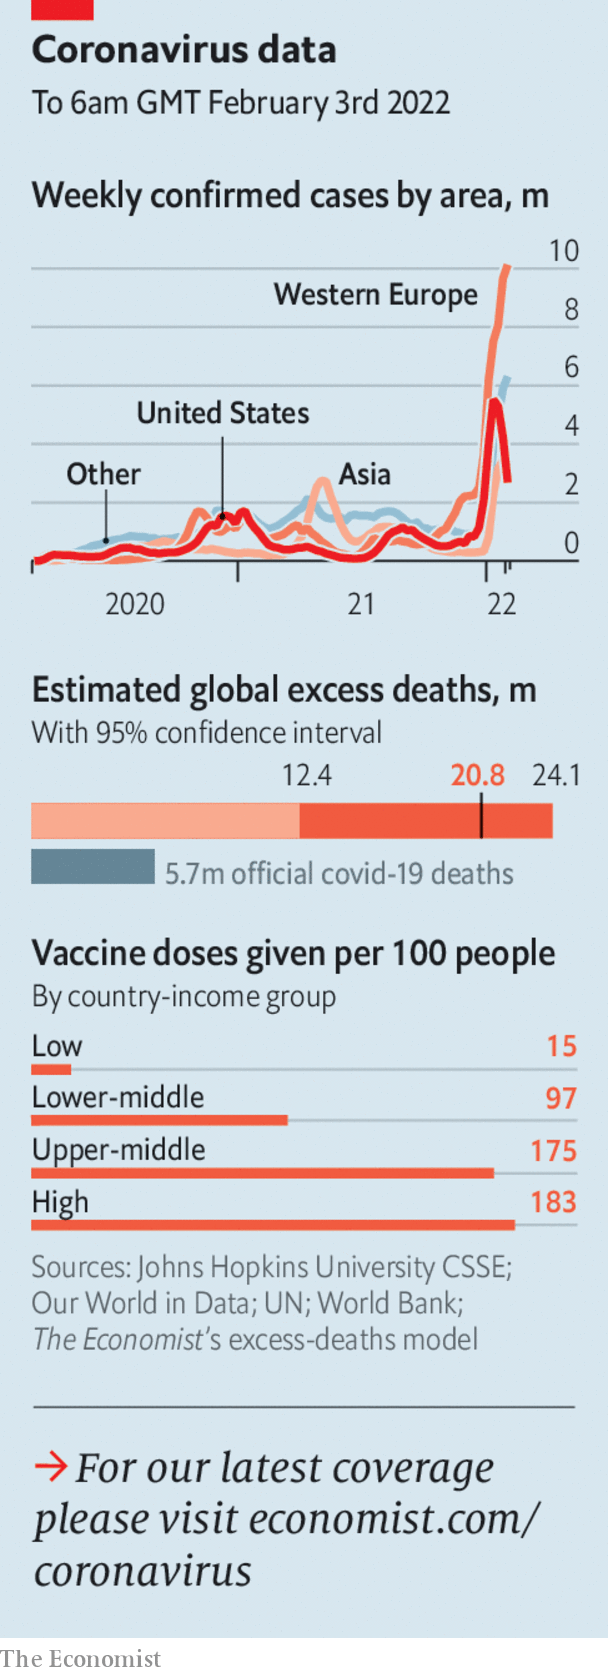 Coronavirus data
To 6am GMT February 3rd 2022
Weekly confirmed cases by area, m
10
Western Europe
8
6
United States
4
Other
Asia
2
0
2020
21
22
Estimated global excess deaths, m
With 95% confidence interval
12.4 20.8 24.1
5.7m official covid-19 deaths
Vaccine doses given per 100 people
By country-income group
Low 15
Lower-middle 97
Upper-middle 175
High 183
Sources: Johns Hopkins University CSSE;
Our World in Data; UN; World Bank;
The Economist’s excess-deaths model
→ For our latest coverage
please visit economist.com/
coronavirus
The Economist